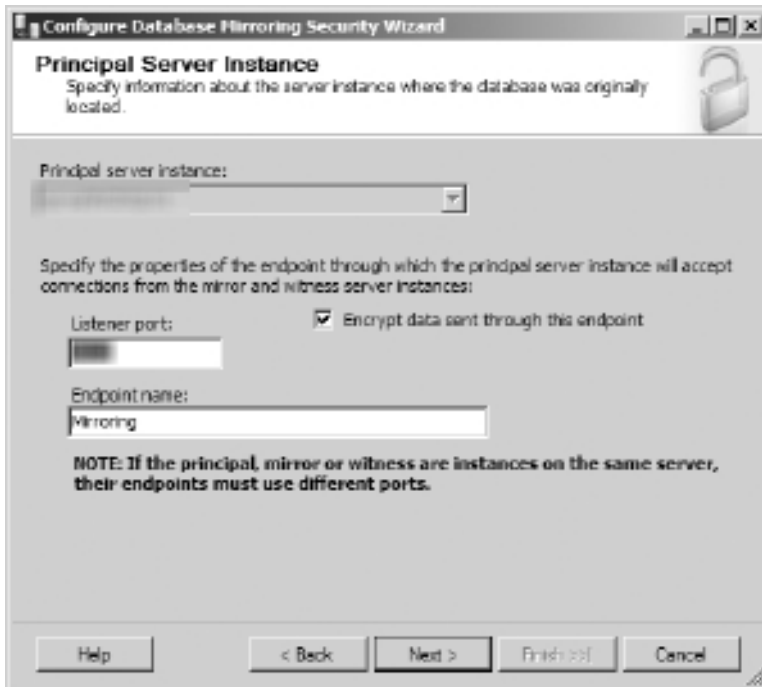 Configure Database Mirroring Security Wizard
Principal Server Instance
Specify information about the server instance where the database was originally
located.
Principal server instance:
Specify the properties of the endpoint through which the principal server instance will accept
connections from the mirror and witness server instances:
Listener port:
Encrypt data sent through this endpoint
Endpoint name:
Mirroring
NOTE: If the principal, mirror or witness are instances on the same server,
their endpoints must use different ports.
Help
< Back
Next >
Finish >>|
Cancel